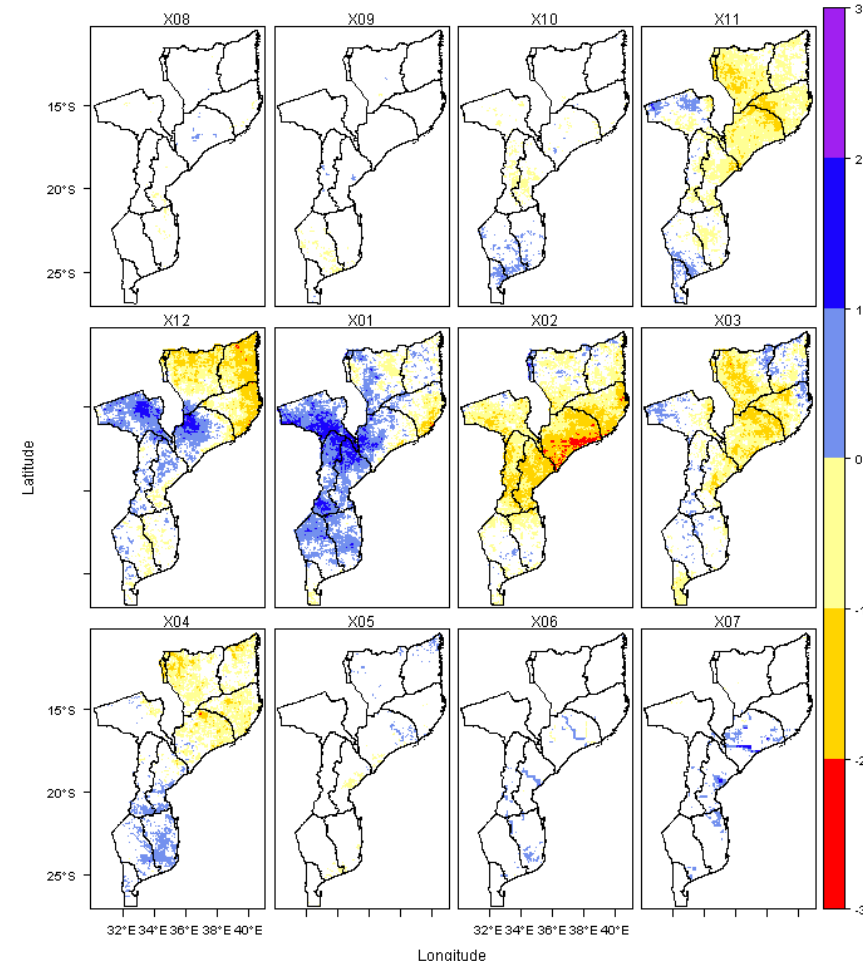 X08 X09 X10 X11
15°S
20°S
25°S
X12 X01 X02 X03
X04 X05 X06 X07
15°S
20°S
25°S
32°E 34°E 36°E 38°E 40°E 32°E 34°E 36°E 38°E 40°E
Longitude
Latitude
3
2
1
0
-1
-2
-3